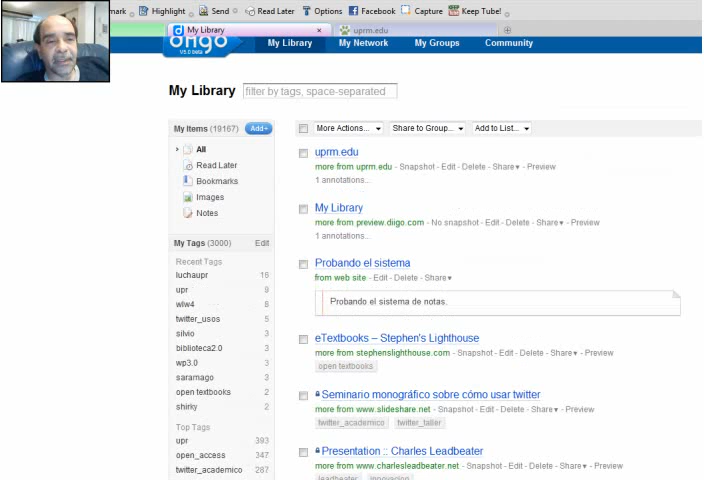 mark Highlight Send Read Later Options Facebook Capture Keep Tube!
My Library × uprm.edu
diigo
V5.0 beta
My Library My Network My Groups Community
My Library filter by tags, space-separated
My Items (19167) Add+
All
Read Later
Bookmarks
Images
Notes
My Tags (3000) Edit
Recent Tags
luchaupr 16
upr 9
wlw4 8
twitter_usos 5
silvio 3
biblioteca2.0 3
wp3.0 3
saramago 3
open textbooks 2
shirky 2
Top Tags
upr 393
open_access 347
twitter_academico 287
More Actions... Share to Group... Add to List...
uprm.edu
more from uprm.edu - Snapshot - Edit - Delete - Share - Preview
1 annotations...
My Library
more from preview.diigo.com - No snapshot - Edit - Delete - Share - Preview
1 annotations...
Probando el sistema
from web site - Edit - Delete - Share
Probando el sistema de notas.
eTextbooks – Stephen's Lighthouse
more from stephenslighthouse.com - Snapshot - Edit - Delete - Share - Preview
open textbooks
Seminario monográfico sobre cómo usar twitter
more from www.slideshare.net - Snapshot - Edit - Delete - Share - Preview
twitter_academico twitter_taller
Presentation :: Charles Leadbeater
more from www.charlesleadbeater.net - Snapshot - Edit - Delete - Share - Preview
leadbeater innovacion